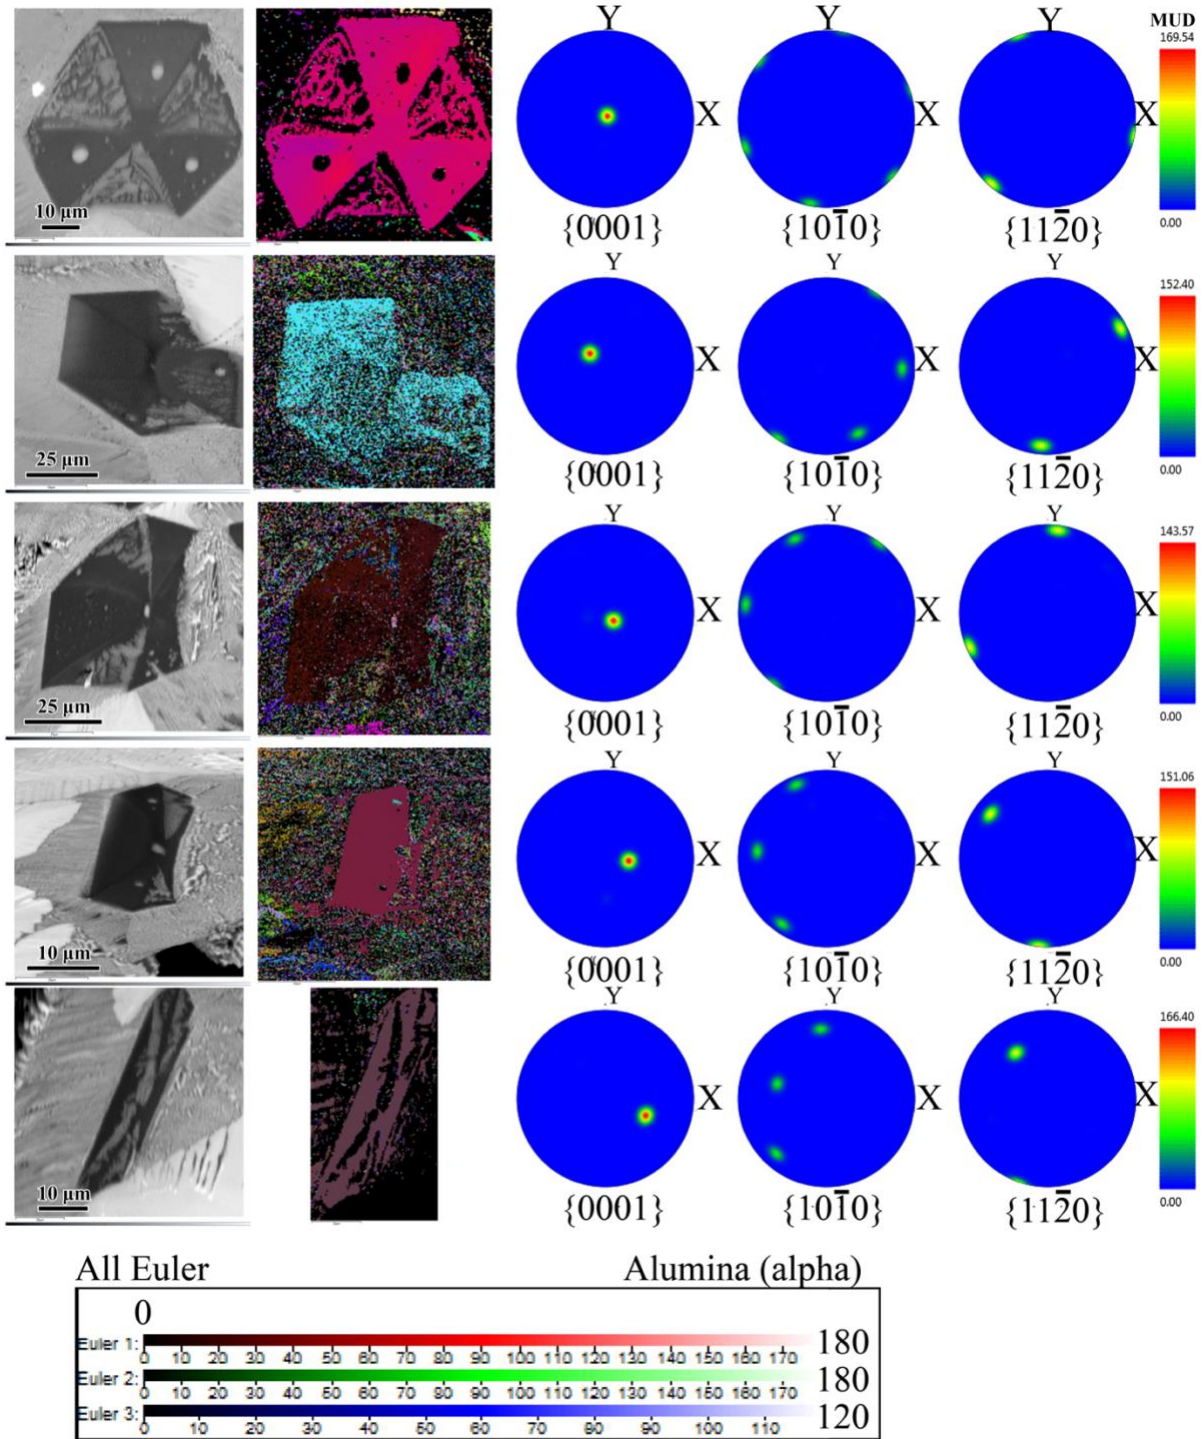 Y Y Y MUD
169.54
X X X
10 μm
0.00
{0001} {101̅0} {112̅0}
Y Y Y
152.40
X X X
25 μm
0.00
{0001} {101̅0} {112̅0}
Y Y Y
143.57
X X X
25 μm
0.00
{0001} {101̅0} {112̅0}
Y Y Y
151.06
X X X
10 μm
0.00
{0001} {101̅0} {112̅0}
Y Y Y
166.40
X X X
10 μm
0.00
{0001} {101̅0} {112̅0}
All Euler Alumina (alpha)
0
Euler 1: 180
0 10 20 30 40 50 60 70 80 90 100 110 120 130 140 150 160 170
Euler 2: 180
0 10 20 30 40 50 60 70 80 90 100 110 120 130 140 150 160 170
Euler 3: 120
0 10 20 30 40 50 60 70 80 90 100 110